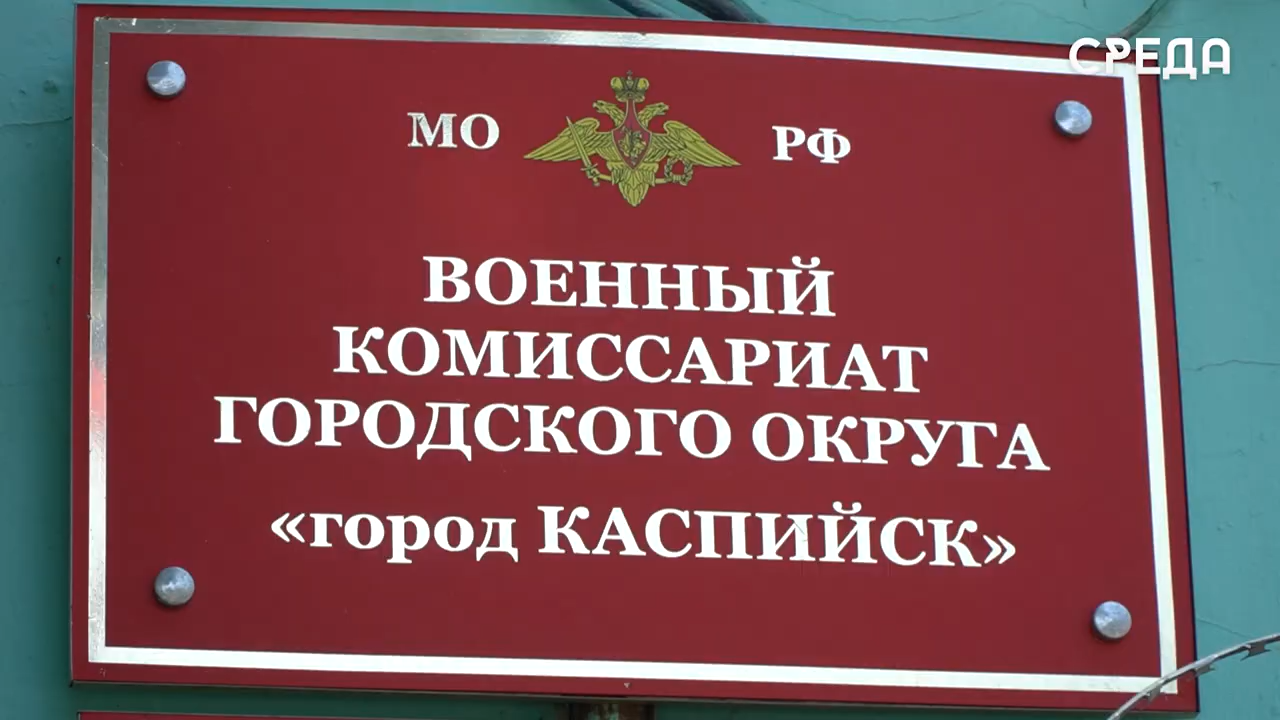 СРЕДА
МО РФ
ВОЕННЫЙ
КОМИССАРИАТ
ГОРОДСКОГО ОКРУГА
«город КАСПИЙСК»